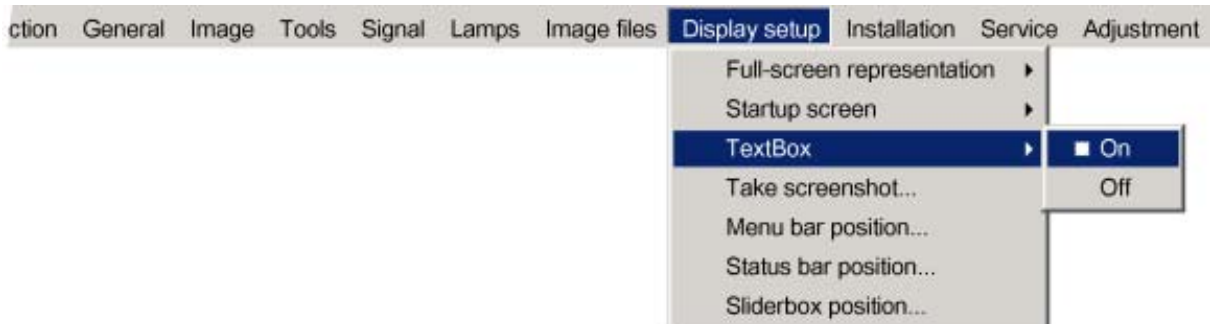 ction General Image Tools Signal Lamps Image files Display setup Installation Service Adjustment
Full-screen representation
Startup screen
TextBox On
Take screenshot... Off
Menu bar position...
Status bar position...
Sliderbox position...